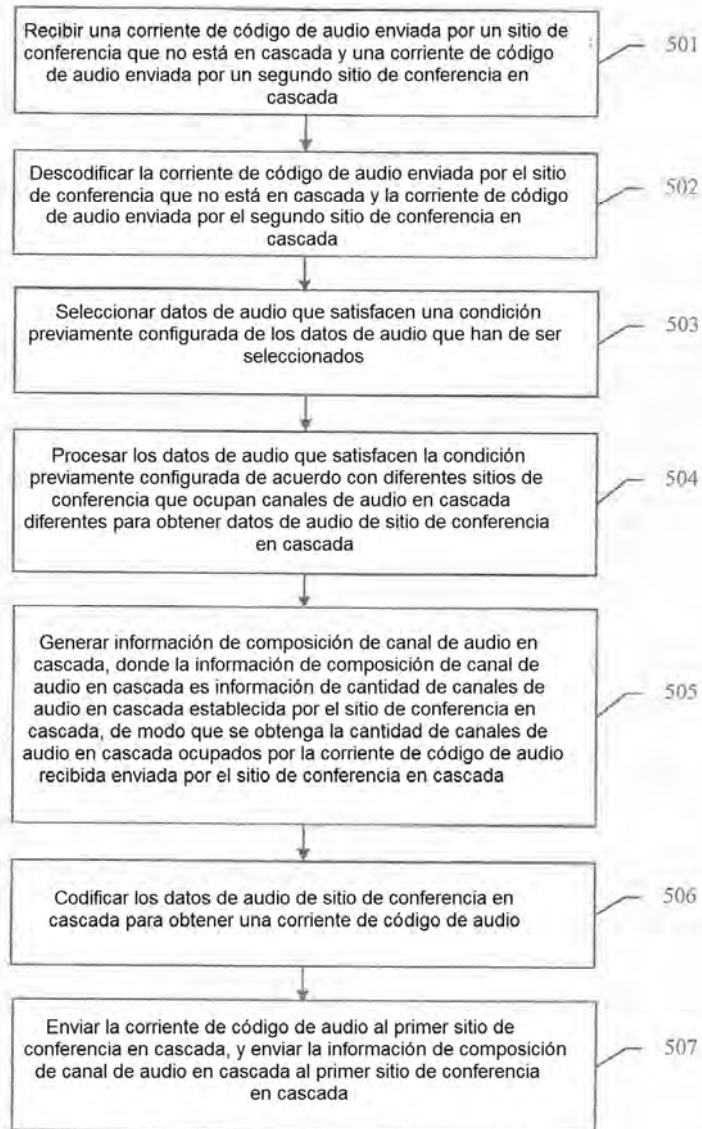 Recibir una corriente de código de audio enviada por un sitio de
conferencia que no está en cascada y una corriente de código
de audio enviada por un segundo sitio de conferencia en
cascada
501
Descodificar la corriente de código de audio enviada por el sitio
de conferencia que no está en cascada y la corriente de código
de audio enviada por el segundo sitio de conferencia en
cascada
502
Seleccionar datos de audio que satisfacen una condición
previamente configurada de los datos de audio que han de ser
seleccionados
503
Procesar los datos de audio que satisfacen la condición
previamente configurada de acuerdo con diferentes sitios de
conferencia que ocupan canales de audio en cascada
diferentes para obtener datos de audio de sitio de conferencia
en cascada
504
Generar información de composición de canal de audio en
cascada, donde la información de composición de canal de
audio en cascada es información de cantidad de canales de
audio en cascada establecida por el sitio de conferencia en
cascada, de modo que se obtenga la cantidad de canales de
audio en cascada ocupados por la corriente de código de audio
recibida enviada por el sitio de conferencia en cascada
505
Codificar los datos de audio de sitio de conferencia en
cascada para obtener una corriente de código de audio
506
Enviar la corriente de código de audio al primer sitio de
conferencia en cascada, y enviar la información de composición
de canal de audio en cascada al primer sitio de conferencia
en cascada
507